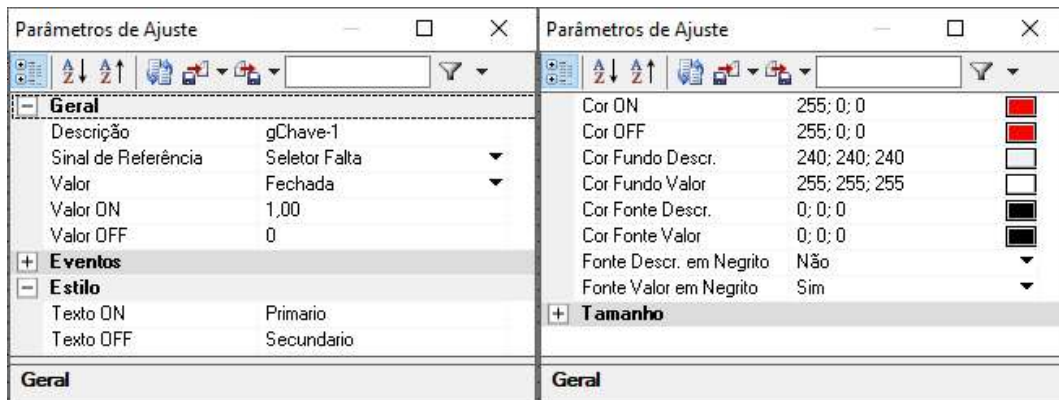 Parâmetros de Ajuste
Geral
Descrição gChave-1
Sinal de Referência Seletor Falta
Valor Fechada
Valor ON 1,00
Valor OFF 0
Eventos
Estilo
Texto ON Primario
Texto OFF Secundario
Geral
Parâmetros de Ajuste
Cor ON 255; 0; 0
Cor OFF 255; 0; 0
Cor Fundo Descr. 240; 240; 240
Cor Fundo Valor 255; 255; 255
Cor Fonte Descr. 0; 0; 0
Cor Fonte Valor 0; 0; 0
Fonte Descr. em Negrito Não
Fonte Valor em Negrito Sim
Tamanho
Geral